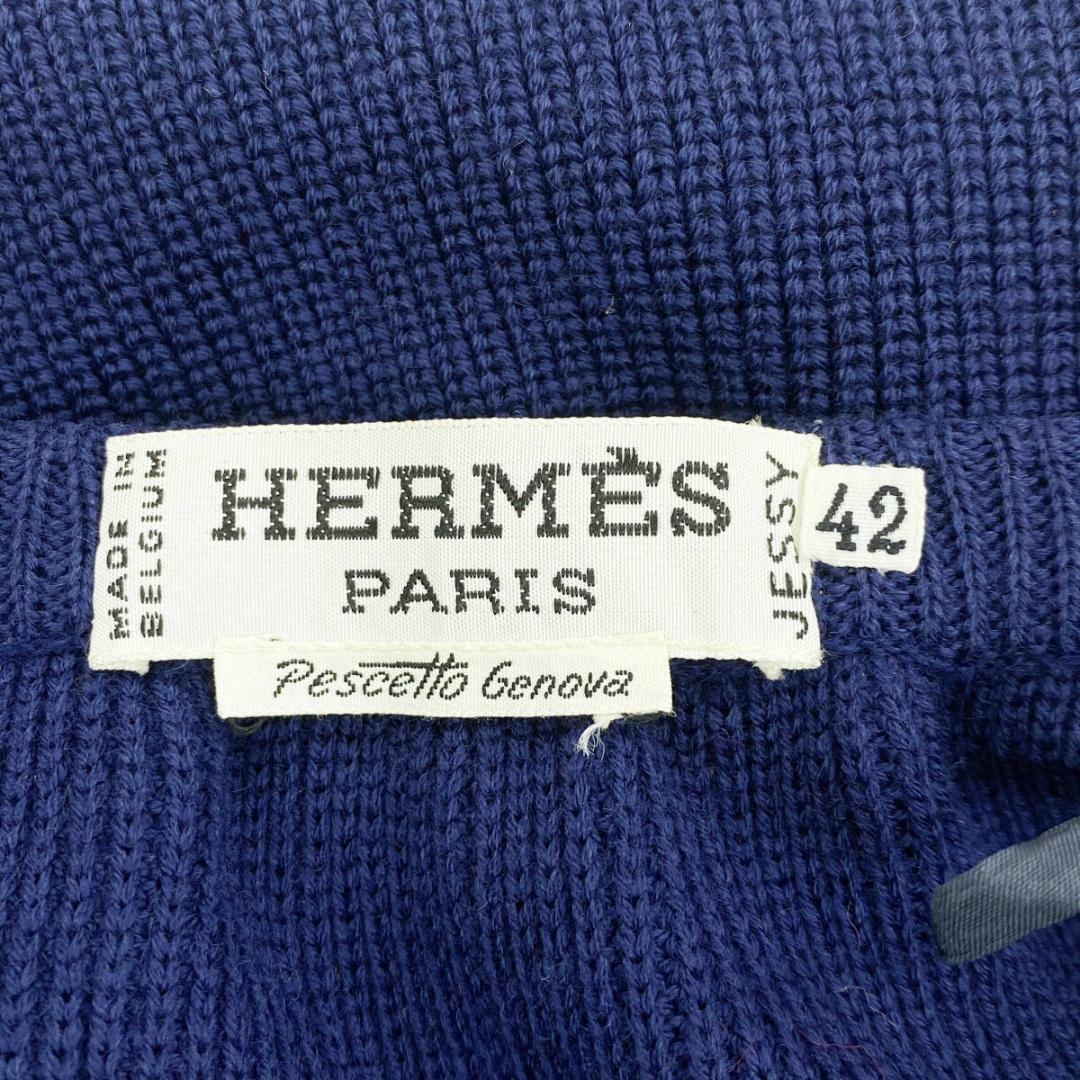 MADE IN
BELGIUM
HERMÈS
PARIS
JESSY
42
Pescetto Genova